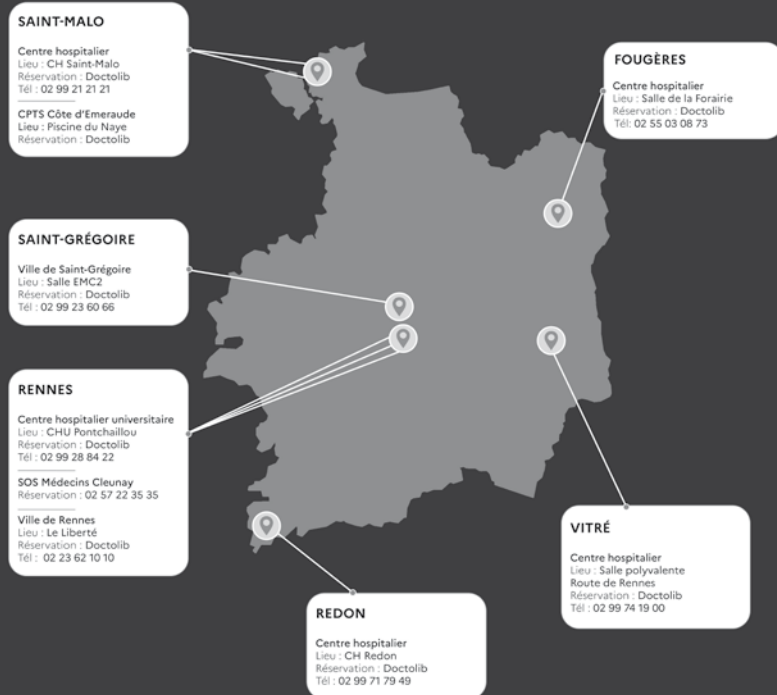 SAINT-MALO
Centre hospitalier
Lieu : CH Saint-Malo
Réservation : Doctolib
Tél : 02 99 21 21 21
CPTS Côte d'Emeraude
Lieu : Piscine du Naye
Réservation : Doctolib
FOUGÈRES
Centre hospitalier
Lieu : Salle de la Forairie
Réservation : Doctolib
Tél: 02 55 03 08 73
SAINT-GRÉGOIRE
Ville de Saint-Grégoire
Lieu : Salle EMC2
Réservation : Doctolib
Tél : 02 99 23 60 66
RENNES
Centre hospitalier universitaire
Lieu : CHU Pontchaillou
Réservation : Doctolib
Tél : 02 99 28 84 22
SOS Médecins Cleunay
Réservation : 02 57 22 35 35
Ville de Rennes
Lieu : Le Liberté
Réservation : Doctolib
Tél : 02 23 62 10 10
VITRÉ
Centre hospitalier
Lieu : Salle polyvalente
Route de Rennes
Réservation : Doctolib
Tél : 02 99 74 19 00
REDON
Centre hospitalier
Lieu : CH Redon
Réservation : Doctolib
Tél : 02 99 71 79 49